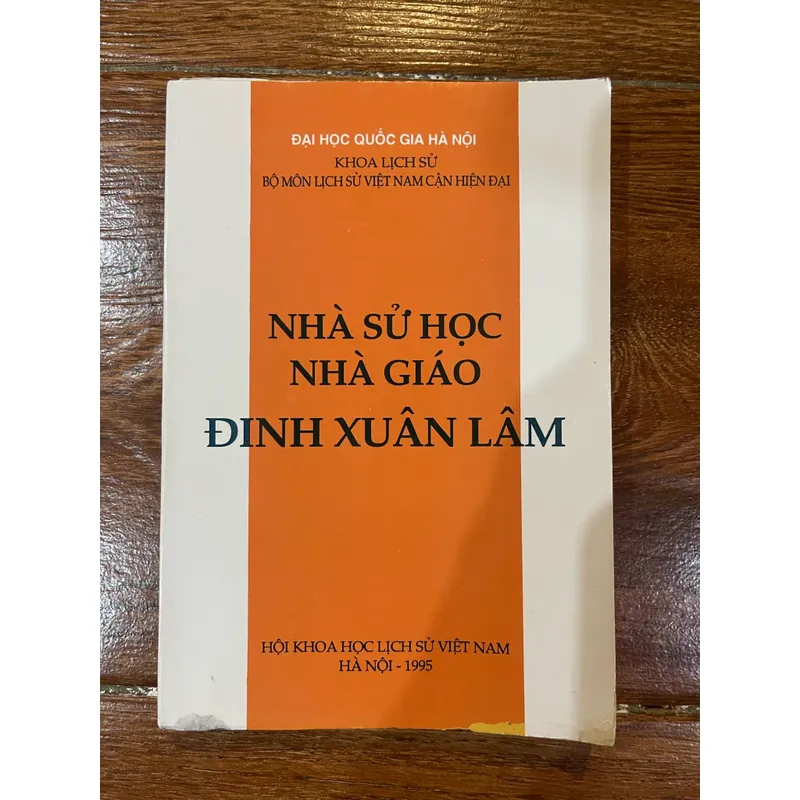 ĐẠI HỌC QUỐC GIA HÀ NỘI
KHOA LỊCH SỬ
BỘ MÔN LỊCH SỬ VIỆT NAM CẬN HIỆN ĐẠI
NHÀ SỬ HỌC
NHÀ GIÁO
ĐINH XUÂN LÂM
HỘI KHOA HỌC LỊCH SỬ VIỆT NAM
HÀ NỘI - 1995